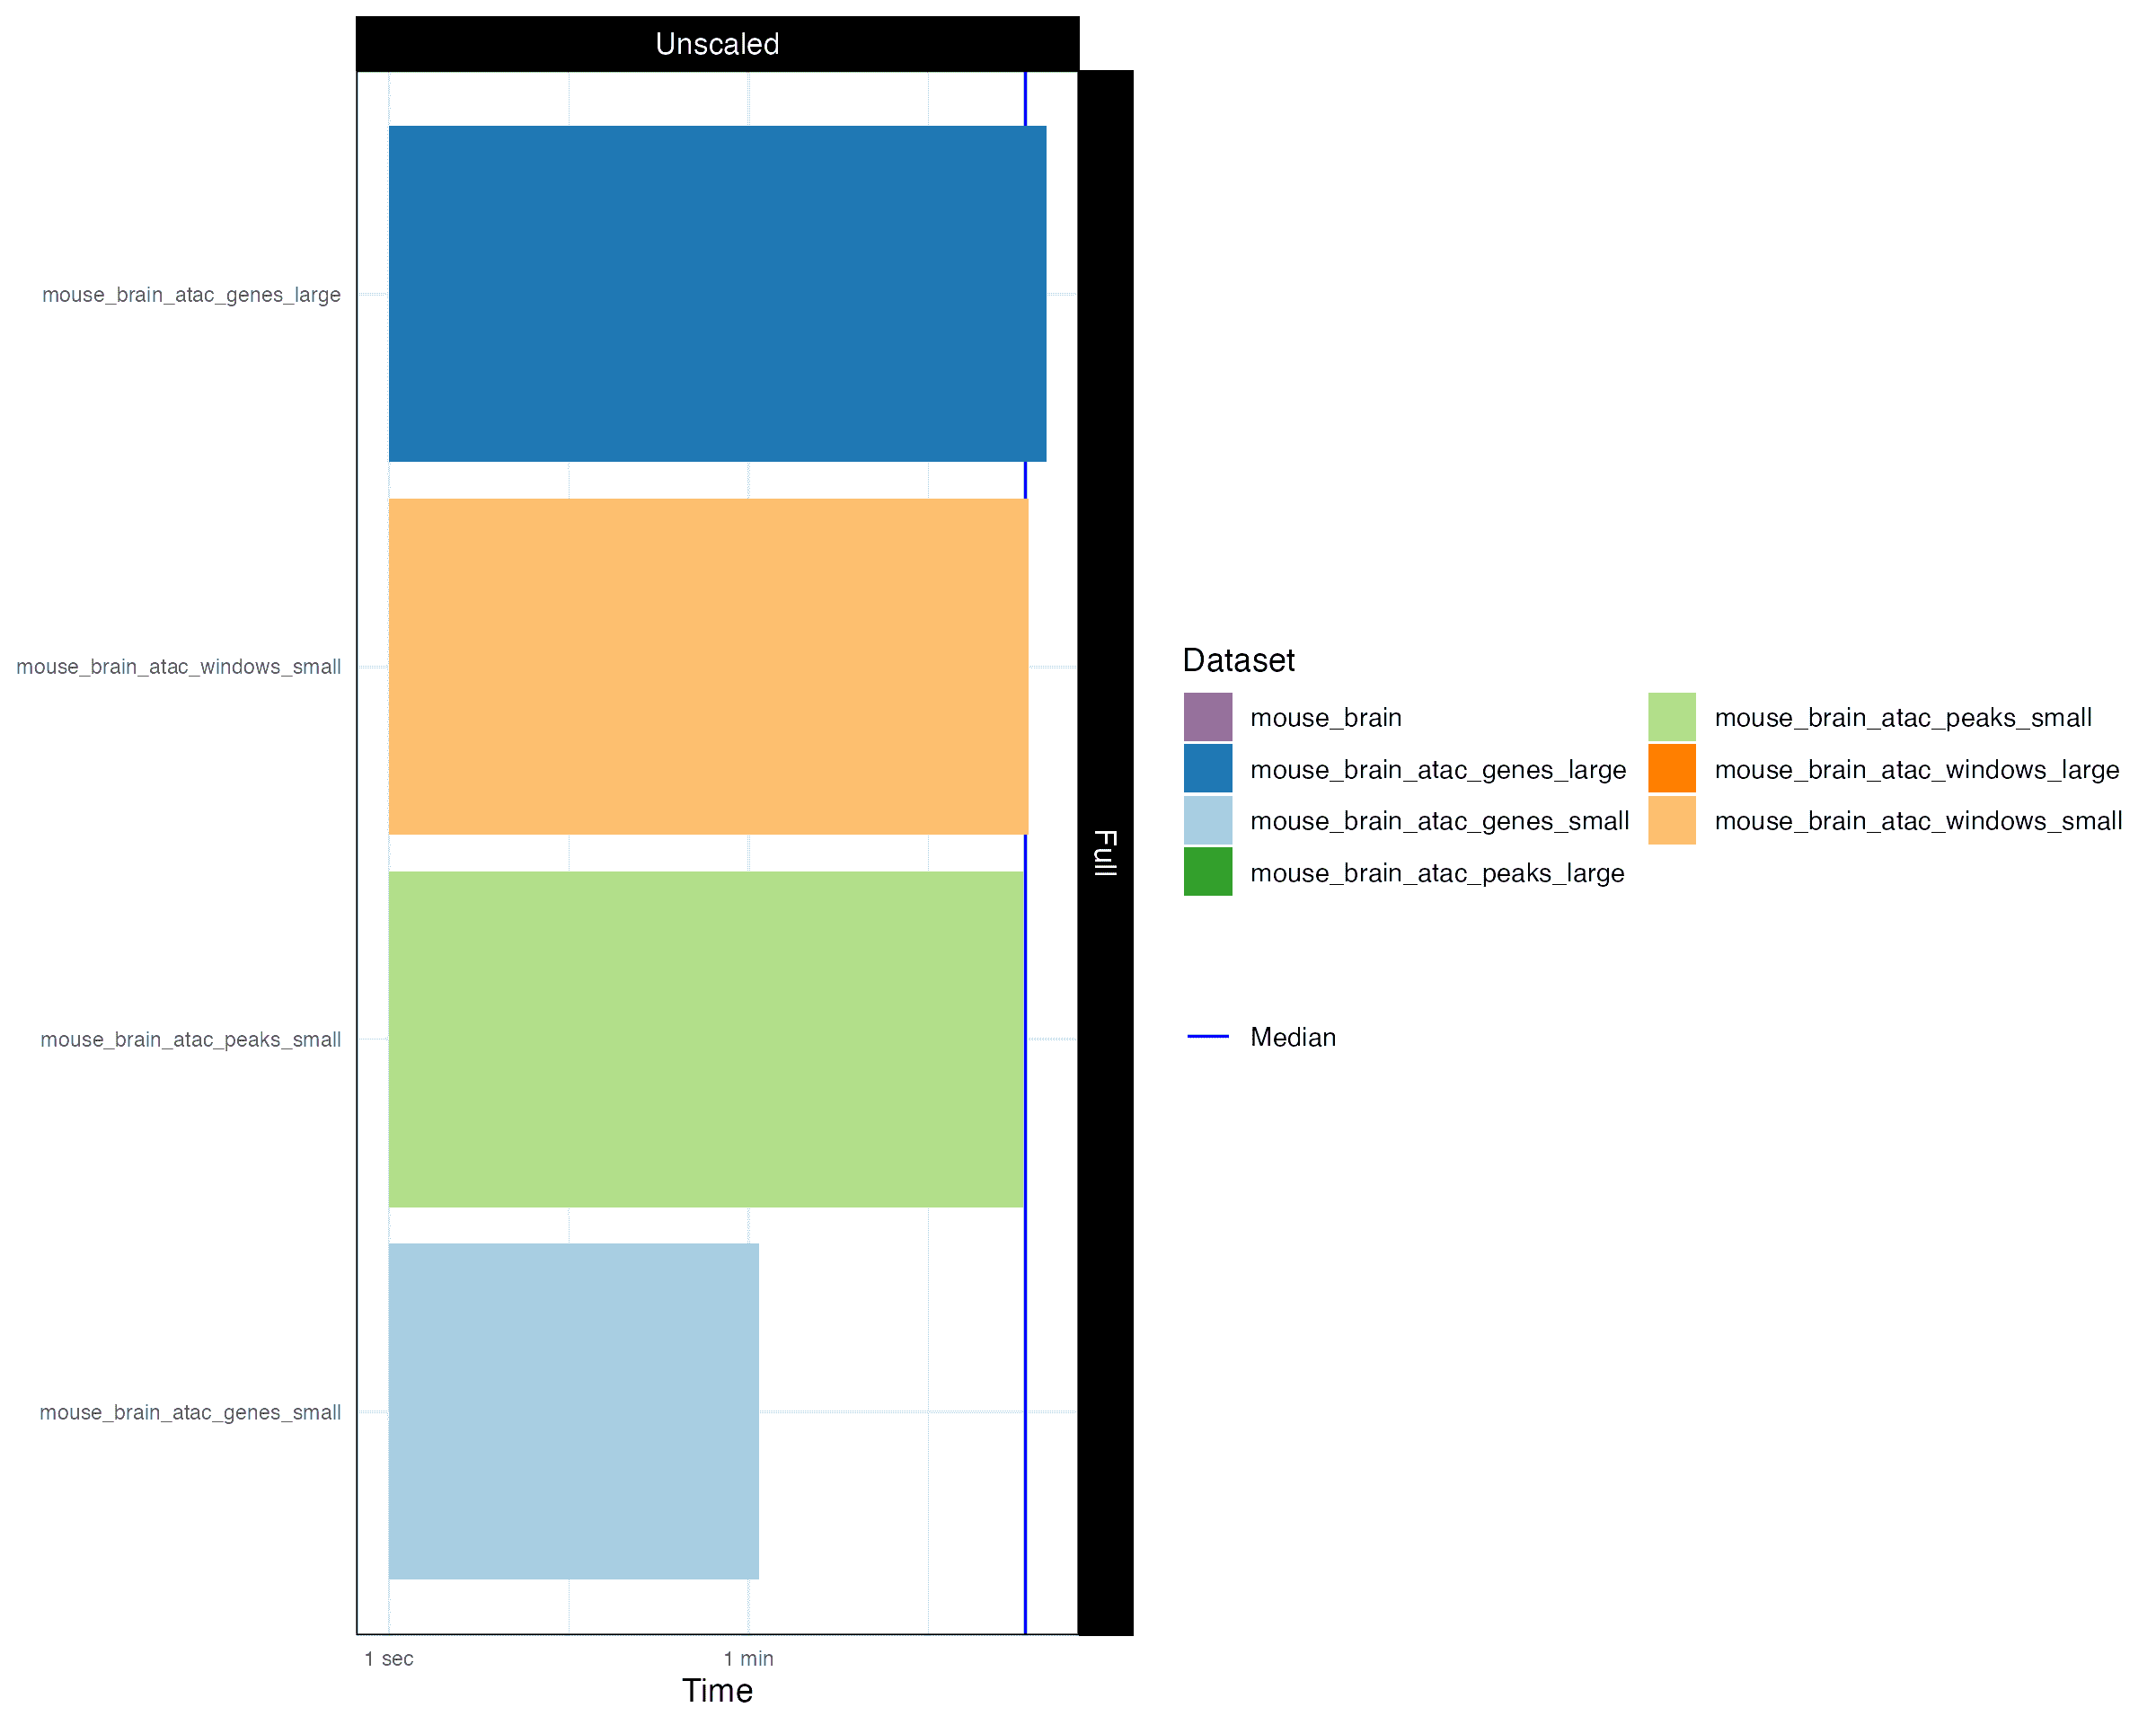 Unscaled
mouse_brain_atac_genes_large
mouse_brain_atac_windows_small
mouse_brain_atac_peaks_small
mouse_brain_atac_genes_small
1 sec
1 min
Time
Full
Dataset
mouse_brain
mouse_brain_atac_genes_large
mouse_brain_atac_genes_small
mouse_brain_atac_peaks_large
mouse_brain_atac_peaks_small
mouse_brain_atac_windows_large
mouse_brain_atac_windows_small
Median